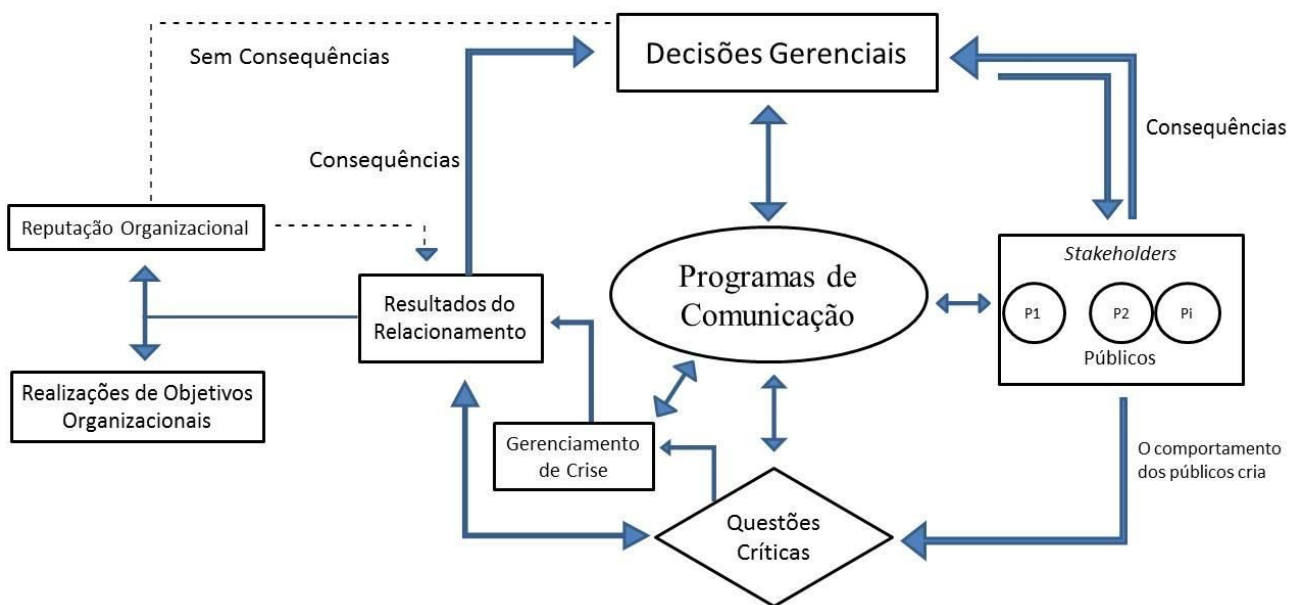 Decisões Gerenciais
Sem Consequências
Consequências
Consequências
Reputação Organizacional
Stakeholders
P1
P2
Pi
Públicos
Programas de
Comunicação
Resultados do
Relacionamento
Realizações de Objetivos
Organizacionais
Gerenciamento
de Crise
O comportamento
dos públicos cria
Questões
Críticas